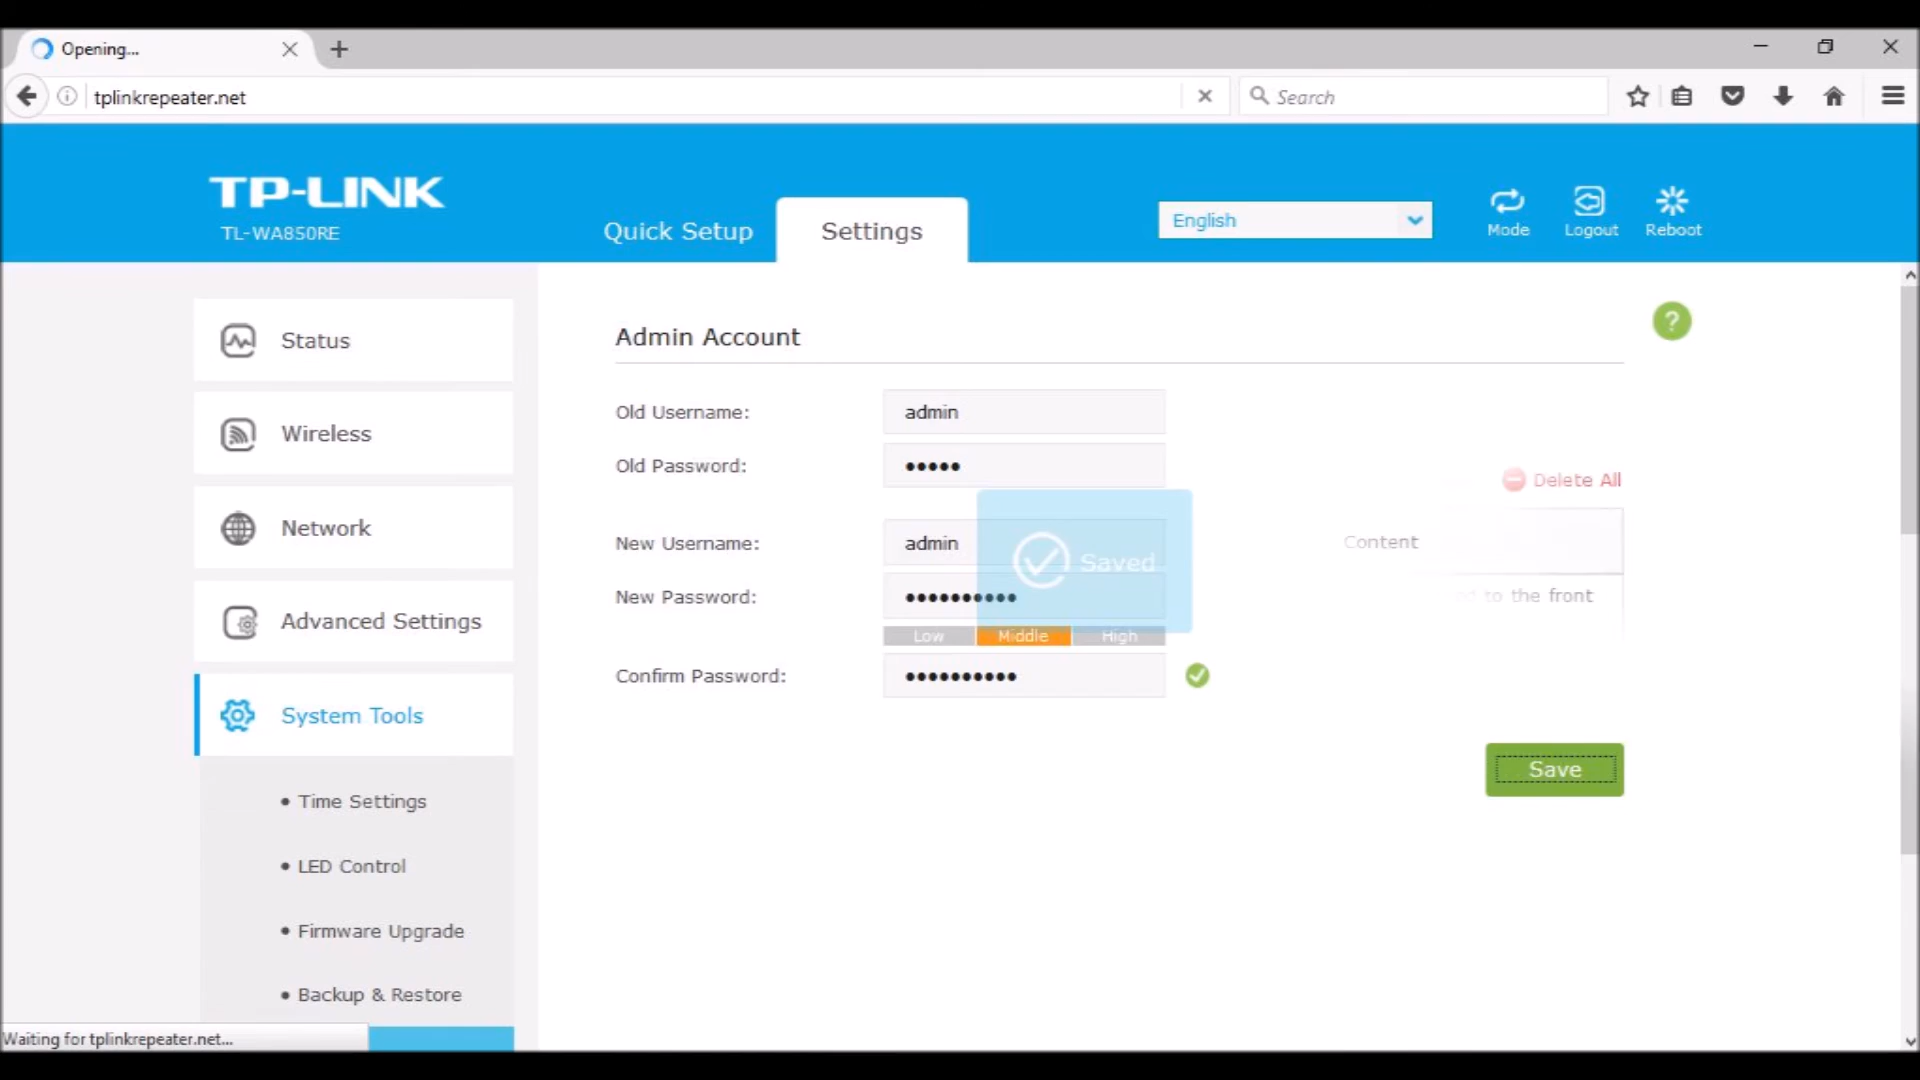 Opening...
tplinkrepeater.net
Search
TP-LINK
TL-WA850RE
Quick Setup
Settings
English
Mode
Logout
Reboot
Status
Wireless
Network
Advanced Settings
System Tools
• Time Settings
• LED Control
• Firmware Upgrade
• Backup & Restore
Admin Account
?
Old Username:
admin
Old Password:
•••••
Delete All
New Username:
admin
Saved
Content
New Password:
••••••••••
to the front
Low
Middle
High
Confirm Password:
••••••••••
Save
Waiting for tplinkrepeater.net...